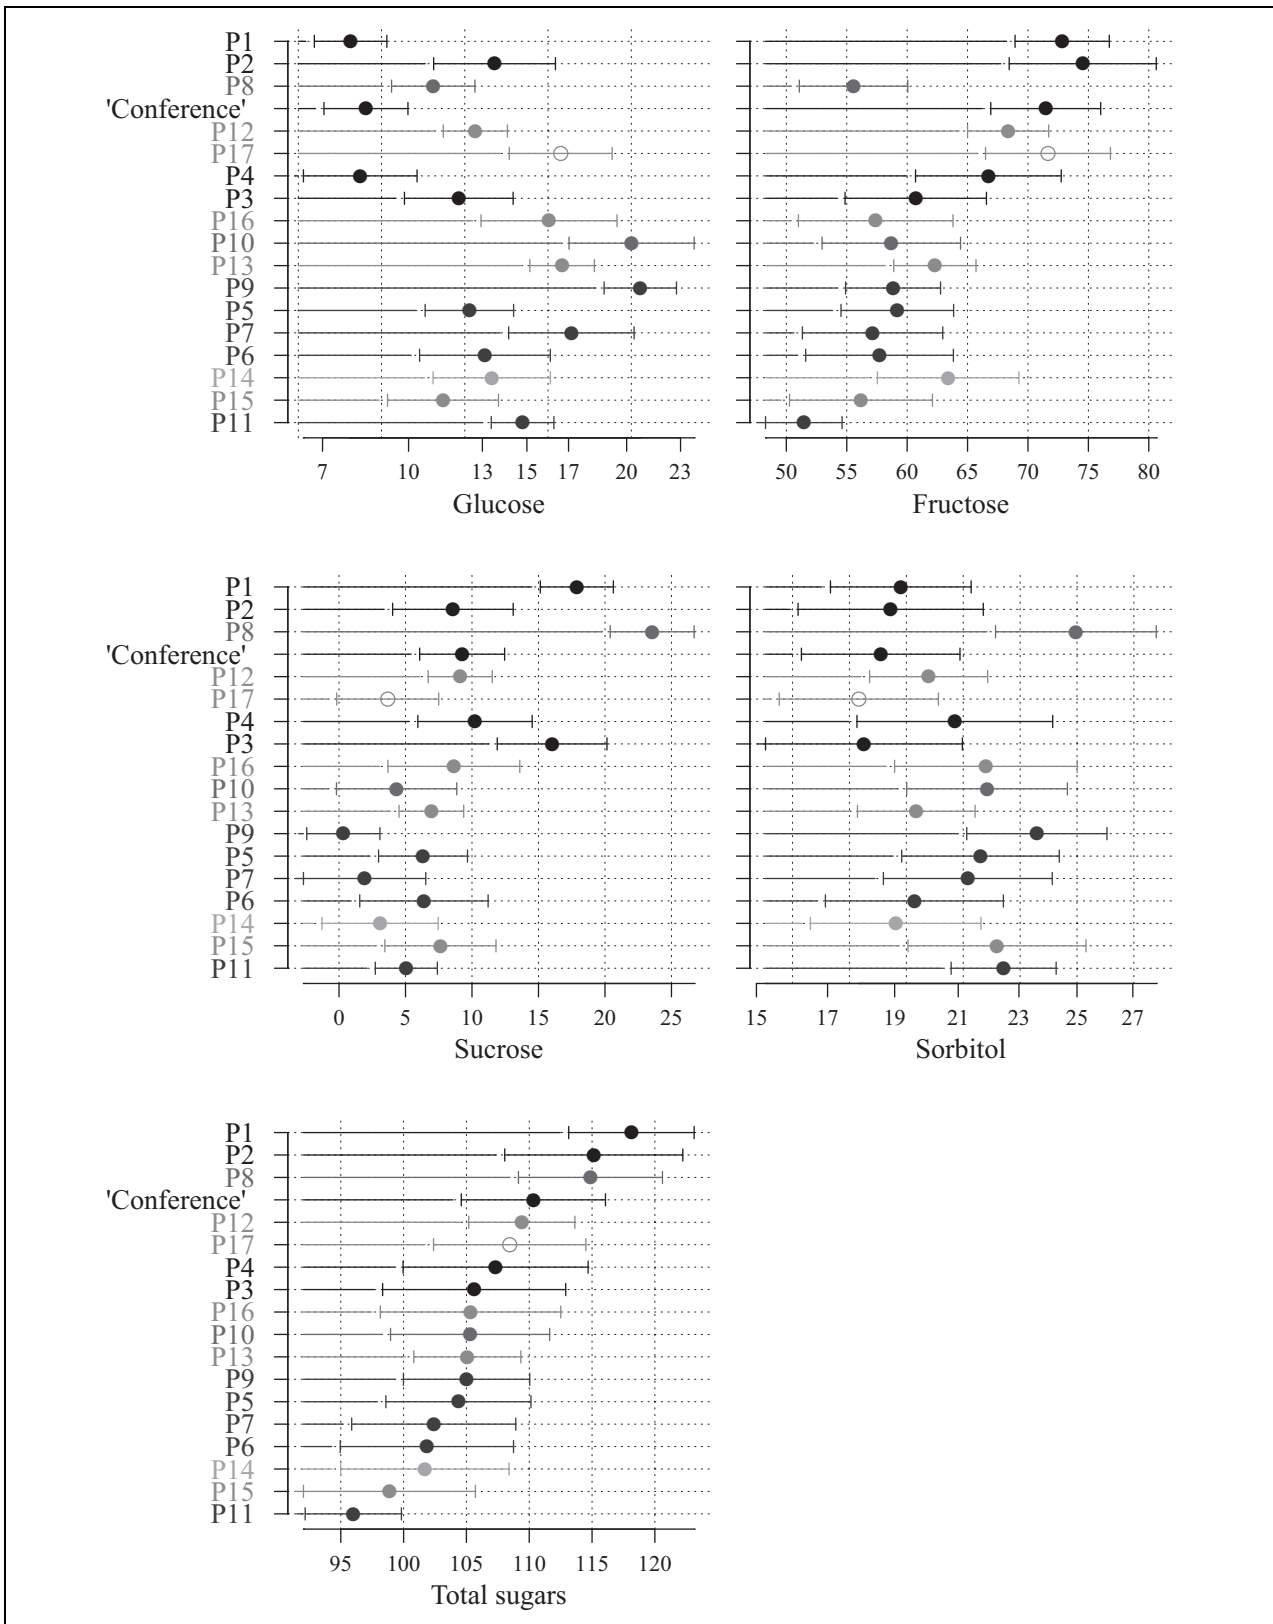 P1
P2
P8
'Conference'
P12
P17
P4
P3
P16
P10
P13
P9
P5
P7
P6
P14
P15
P11
7 10 13 15 17 20 23
Glucose
50 55 60 65 70 75 80
Fructose
P1
P2
P8
'Conference'
P12
P17
P4
P3
P16
P10
P13
P9
P5
P7
P6
P14
P15
P11
0 5 10 15 20 25
Sucrose
15 17 19 21 23 25 27
Sorbitol
P1
P2
P8
'Conference'
P12
P17
P4
P3
P16
P10
P13
P9
P5
P7
P6
P14
P15
P11
95 100 105 110 115 120
Total sugars